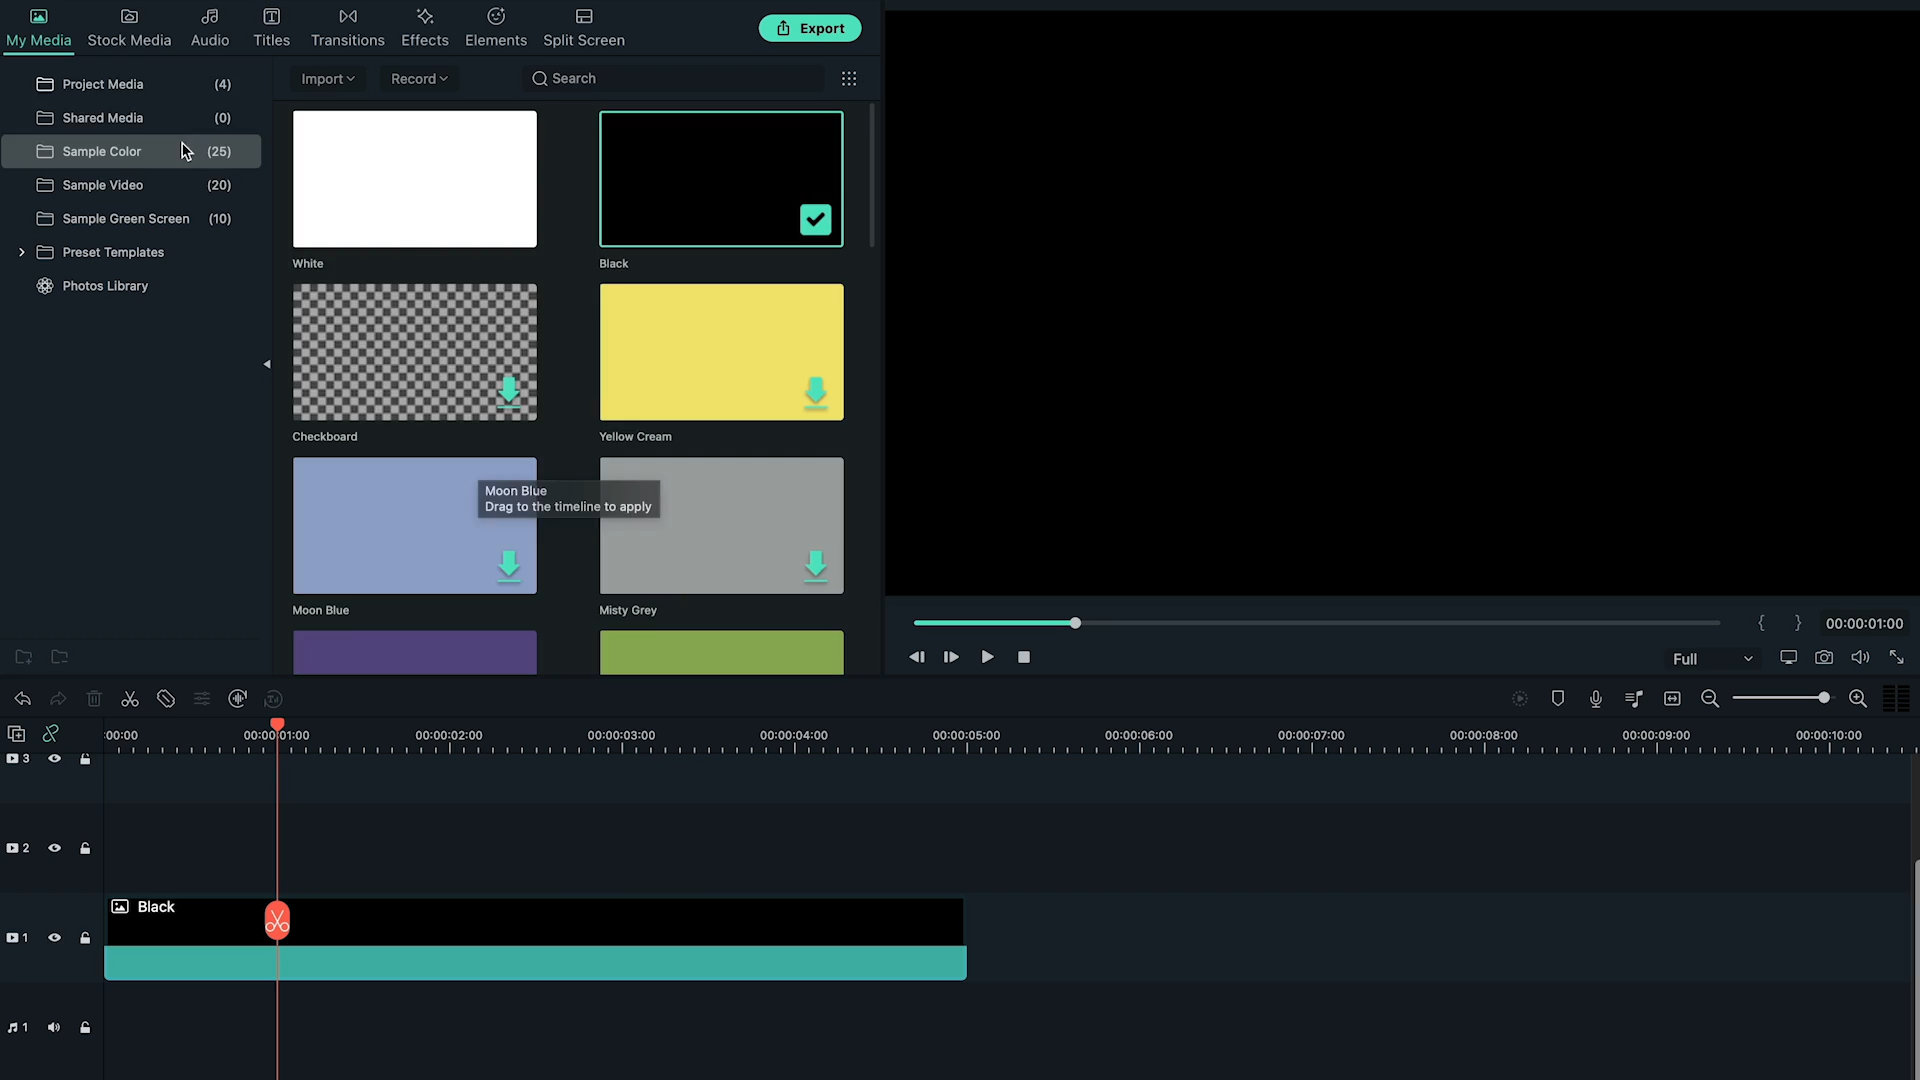 My Media
Stock Media
Audio
Titles
Transitions
Effects
Elements
Split Screen
Export
Project Media (4)
Shared Media (0)
Sample Color (25)
Sample Video (20)
Sample Green Screen (10)
Preset Templates
Photos Library
Import
Record
Search
White
Black
Checkboard
Yellow Cream
Moon Blue
Drag to the timeline to apply
Moon Blue
Misty Grey
{ } 00:00:01:00
Full
:00:00
00:00:01:00
00:00:02:00
00:00:03:00
00:00:04:00
00:00:05:00
00:00:06:00
00:00:07:00
00:00:08:00
00:00:09:00
00:00:10:00
3
2
Black
1
1